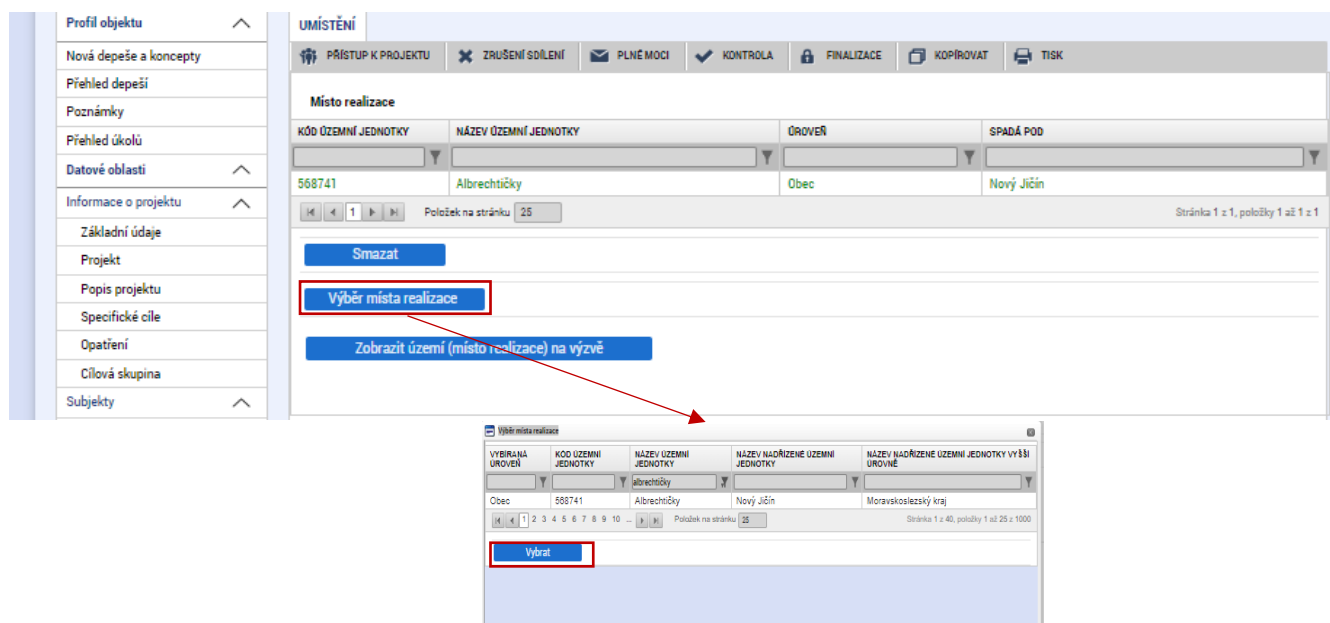 Profil objektu
Nová depeše a koncepty
Přehled depeší
Poznámky
Přehled úkolů
Datové oblasti
Informace o projektu
Základní údaje
Projekt
Popis projektu
Specifické cíle
Opatření
Cílová skupina
Subjekty
UMÍSTĚNÍ
PŘÍSTUP K PROJEKTU ZRUŠENÍ SDÍLENÍ PLNÉ MOCI KONTROLA FINALIZACE KOPÍROVAT TISK
Místo realizace
KÓD ÚZEMNÍ JEDNOTKY NÁZEV ÚZEMNÍ JEDNOTKY ÚROVEŇ SPADÁ POD
568741 Albrechtičky Obec Nový Jičín
1 Položek na stránku 25 Stránka 1 z 1, položky 1 až 1 z 1
Smazat
Výběr místa realizace
Zobrazit území (místo realizace) na výzvě
Výběr místa realizace
VYBÍRANÁ ÚROVEŇ KÓD ÚZEMNÍ JEDNOTKY NÁZEV ÚZEMNÍ JEDNOTKY NÁZEV NADŘÍZENÉ ÚZEMNÍ JEDNOTKY NÁZEV NADŘÍZENÉ ÚZEMNÍ JEDNOTKY VYŠŠÍ ÚROVNĚ
albrechtičky
Obec 568741 Albrechtičky Nový Jičín Moravskoslezský kraj
1 2 3 4 5 6 7 8 9 10 ... Položek na stránku 25 Stránka 1 z 40, položky 1 až 25 z 1000
Vybrat